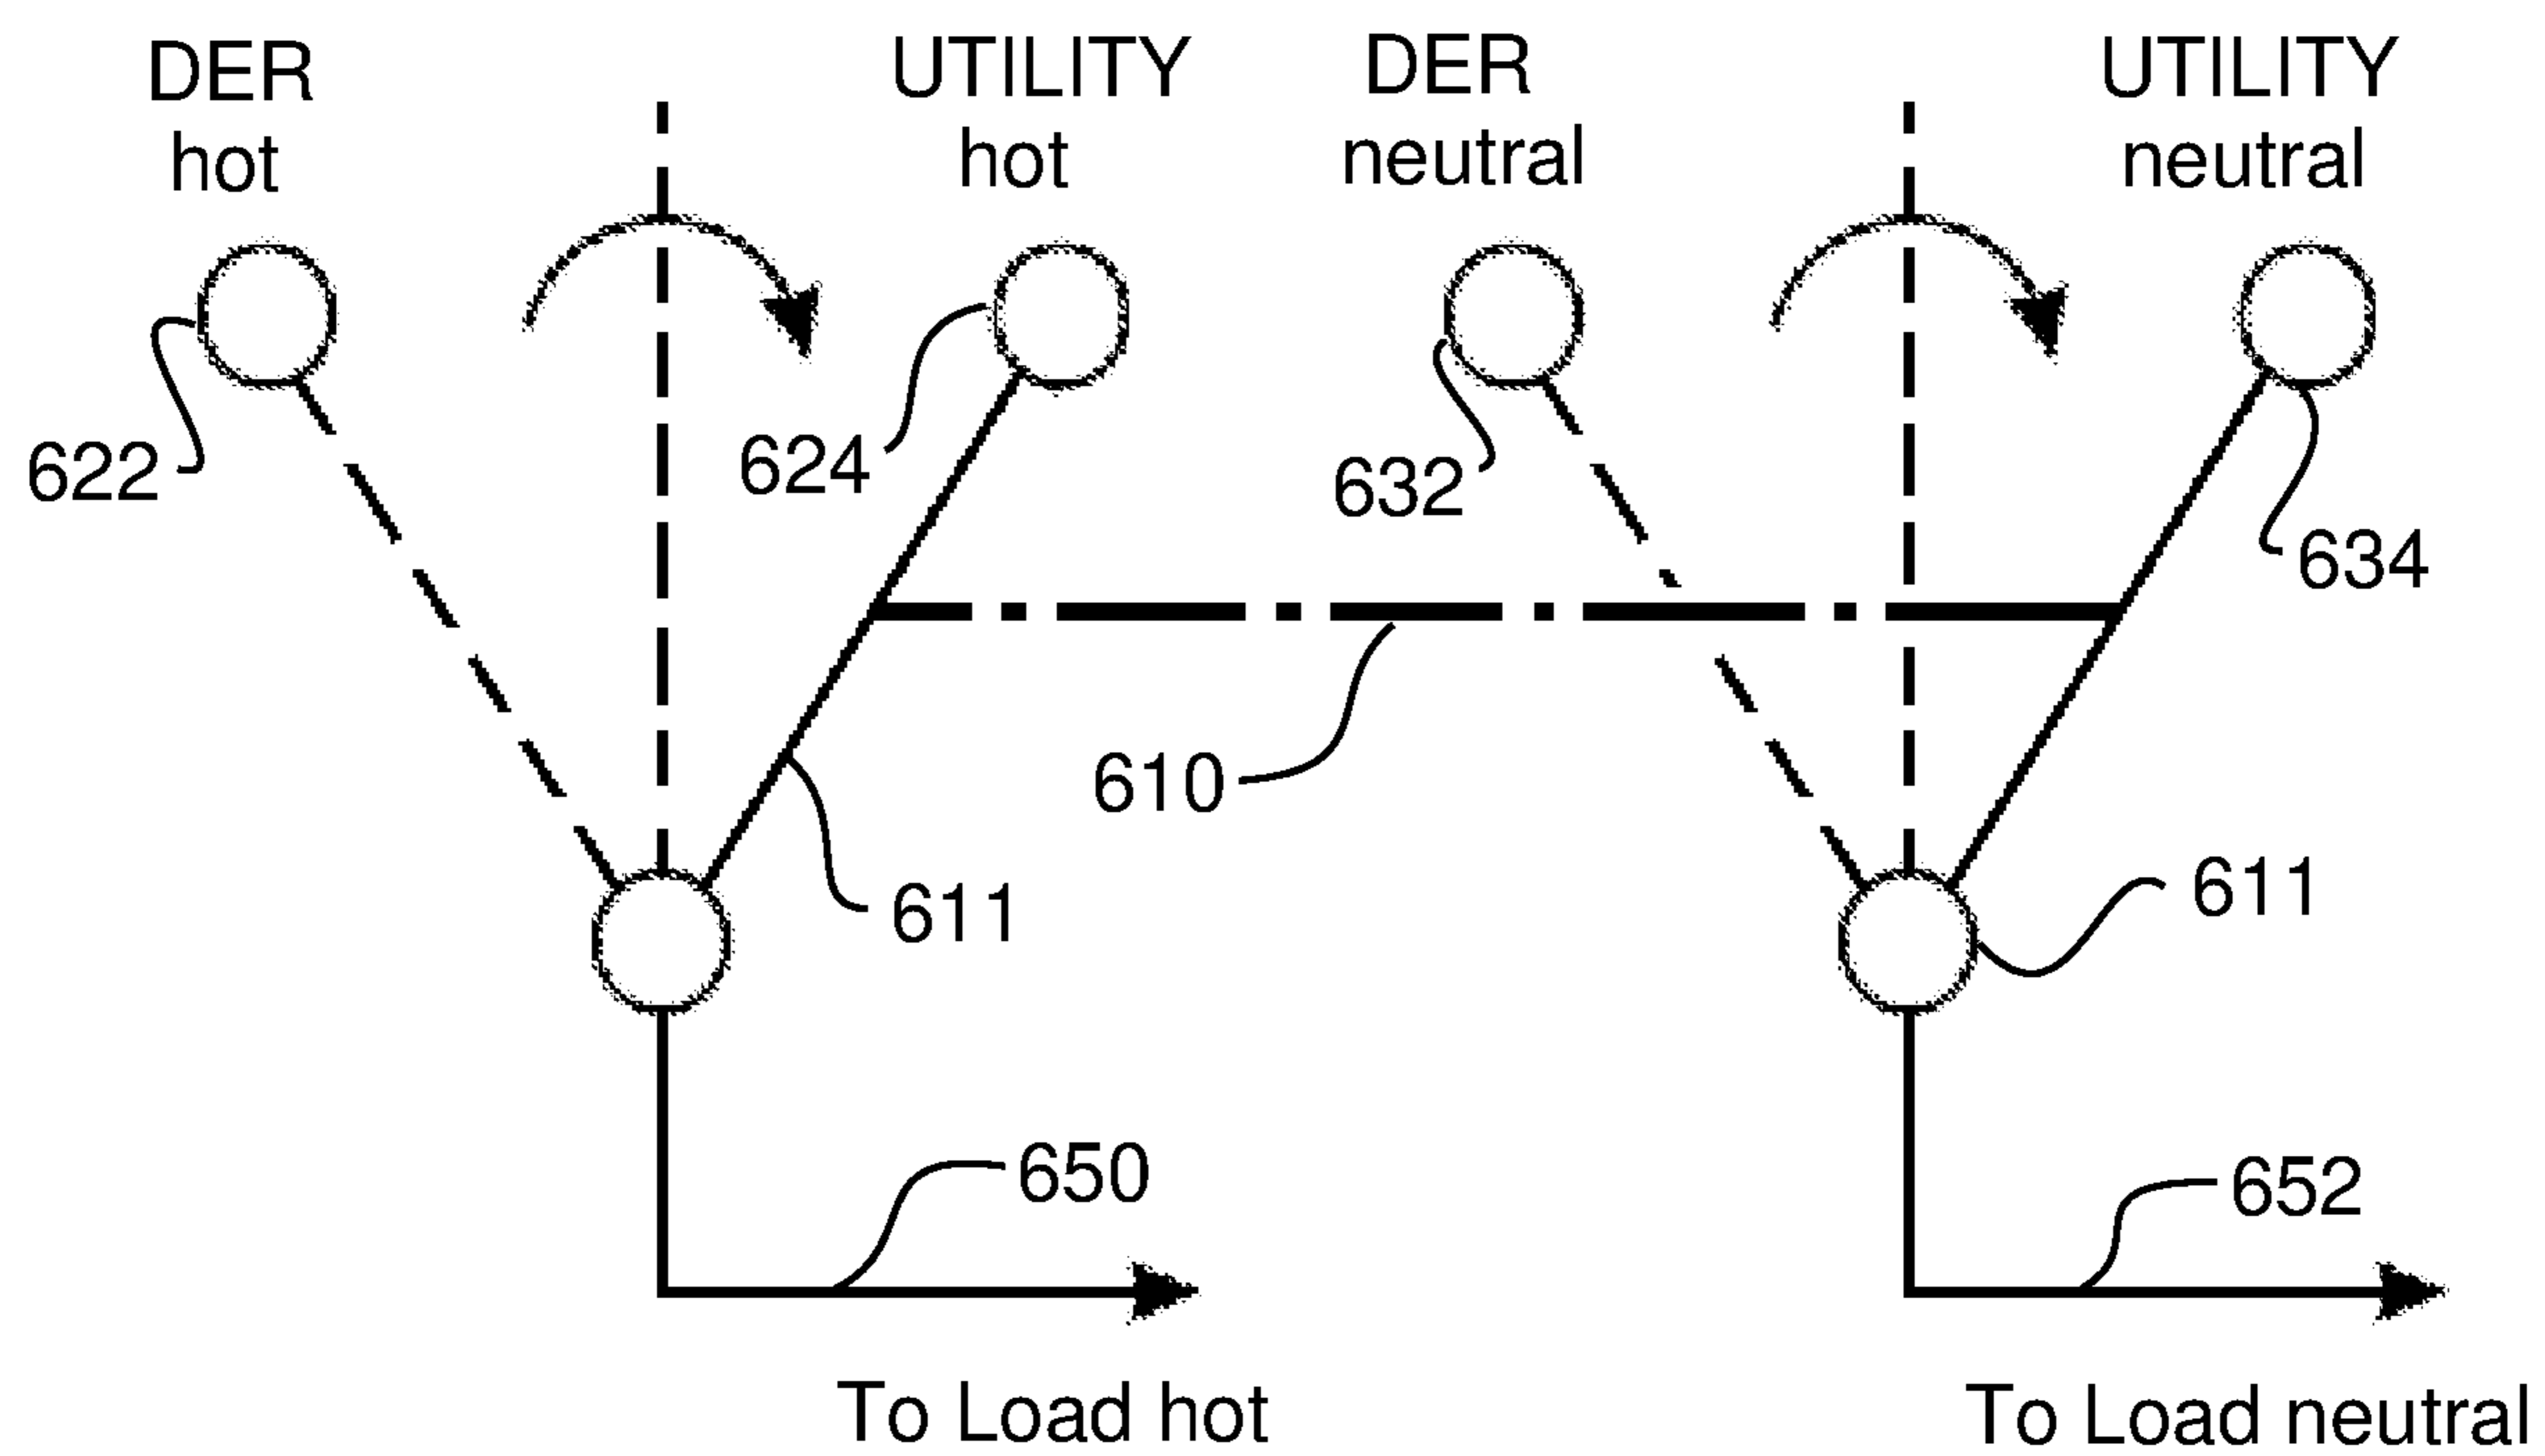 DER
hot
UTILITY
hot
DER
neutral
UTILITY
neutral
622
624
632
634
610
611
611
650
652
To Load hot
To Load neutral